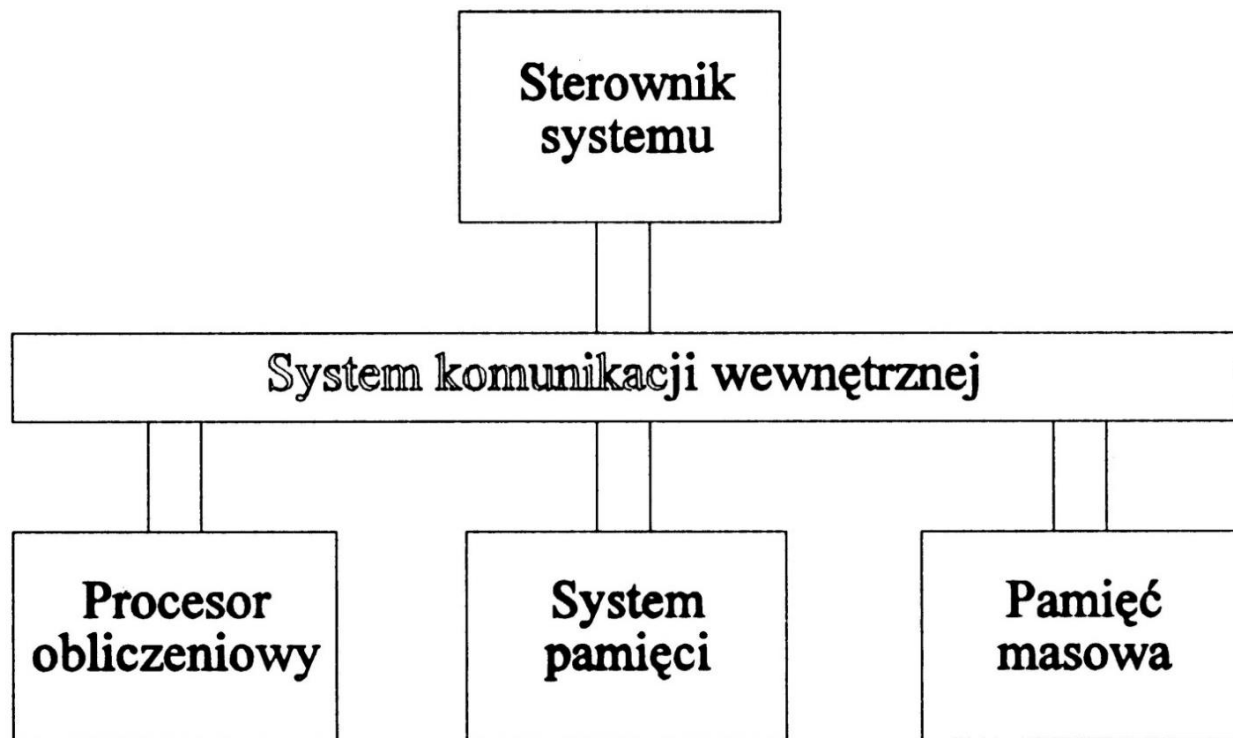 Sterownik
systemu
System komunikacji wewnętrznej
Procesor
obliczeniowy
System
pamięci
Pamięć
masowa